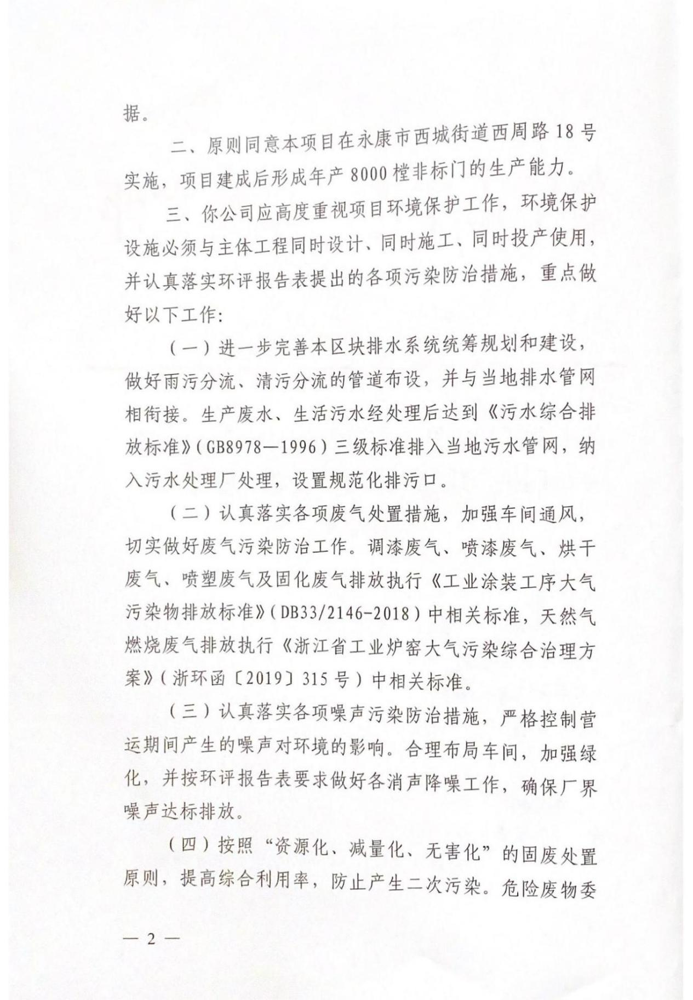 据。
二、原则同意本项目在永康市西城街道西周路 18 号
实施，项目建成后形成年产 8000 樘非标门的生产能力。
三、你公司应高度重视项目环境保护工作，环境保护
设施必须与主体工程同时设计、同时施工、同时投产使用，
并认真落实环评报告表提出的各项污染防治措施，重点做
好以下工作：
（一）进一步完善本区块排水系统统筹规划和建设，
做好雨污分流、清污分流的管道布设，并与当地排水管网
相衔接。生产废水、生活污水经处理后达到《污水综合排
放标准》（GB8978—1996）三级标准排入当地污水管网，纳
入污水处理厂处理，设置规范化排污口。
（二）认真落实各项废气处置措施，加强车间通风，
切实做好废气污染防治工作。调漆废气、喷漆废气、烘干
废气、喷塑废气及固化废气排放执行《工业涂装工序大气
污染物排放标准》（DB33/2146-2018）中相关标准，天然气
燃烧废气排放执行《浙江省工业炉窑大气污染综合治理方
案》（浙环函〔2019〕315 号）中相关标准。
（三）认真落实各项噪声污染防治措施，严格控制营
运期间产生的噪声对环境的影响。合理布局车间，加强绿
化，并按环评报告表要求做好各消声降噪工作，确保厂界
噪声达标排放。
（四）按照“资源化、减量化、无害化”的固废处置
原则，提高综合利用率，防止产生二次污染。危险废物委
— 2 —